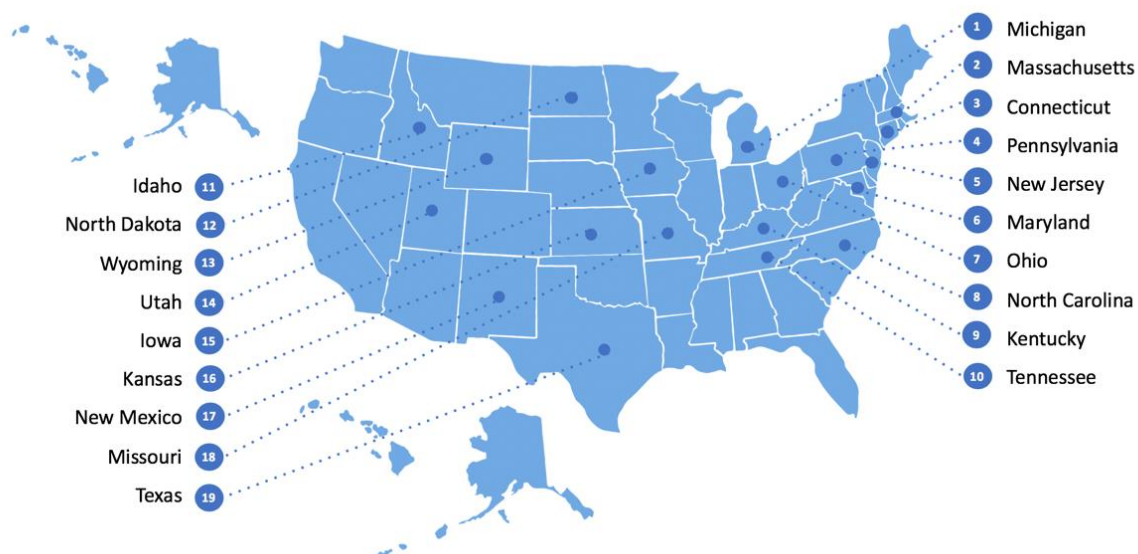 1 Michigan
2 Massachusetts
3 Connecticut
4 Pennsylvania
5 New Jersey
6 Maryland
7 Ohio
8 North Carolina
9 Kentucky
10 Tennessee
Idaho 11
North Dakota 12
Wyoming 13
Utah 14
Iowa 15
Kansas 16
New Mexico 17
Missouri 18
Texas 19